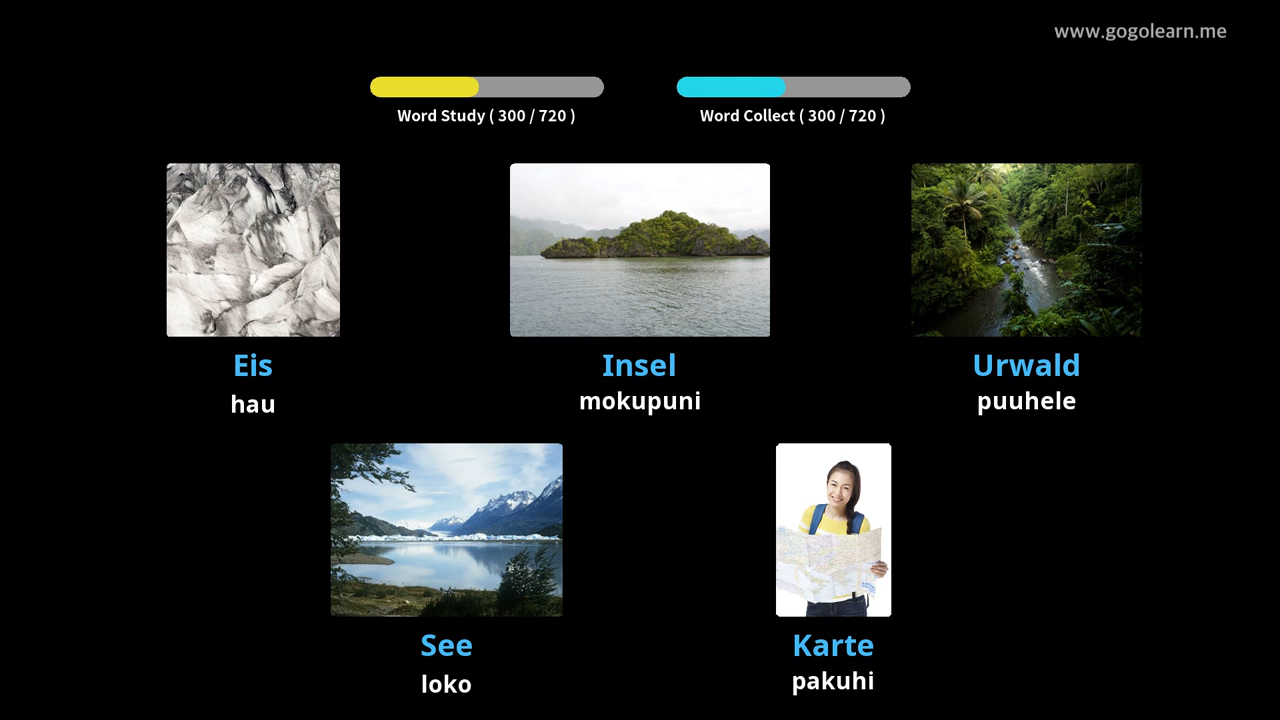 www.gogolearn.me
Word Study ( 300 / 720 )
Word Collect ( 300 / 720 )
Eis
hau
Insel
mokupuni
Urwald
puuhele
See
loko
Karte
pakuhi